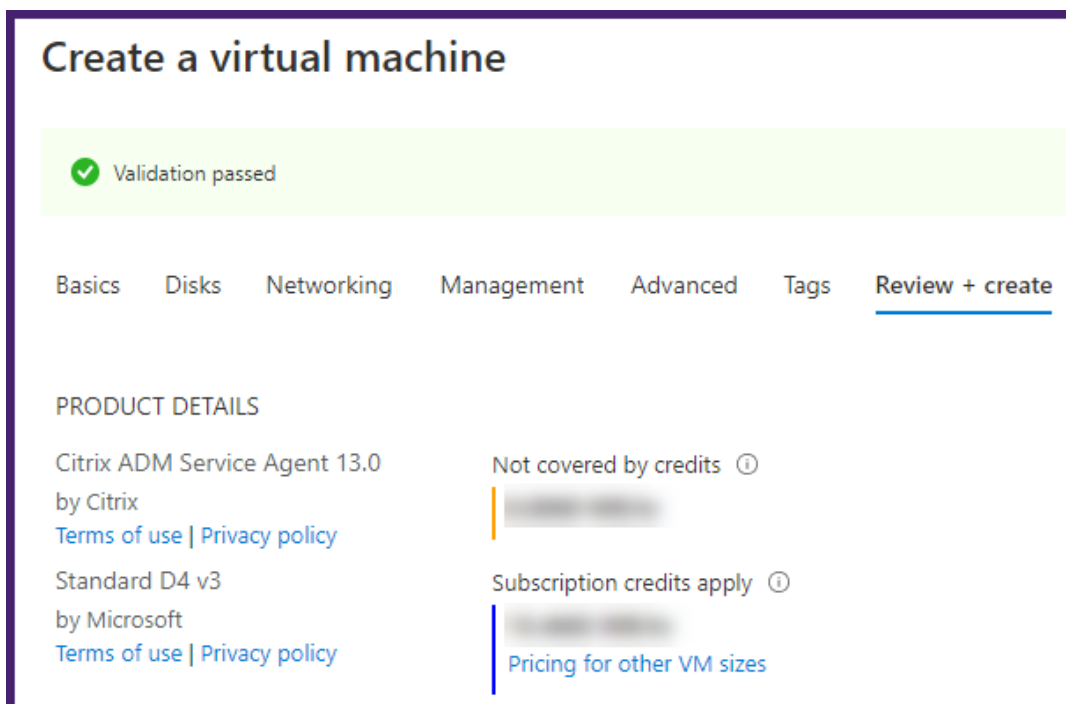 Create a virtual machine
Validation passed
Basics Disks Networking Management Advanced Tags Review + create
PRODUCT DETAILS
Citrix ADM Service Agent 13.0
by Citrix
Terms of use | Privacy policy
Not covered by credits
Standard D4 v3
by Microsoft
Terms of use | Privacy policy
Subscription credits apply
Pricing for other VM sizes